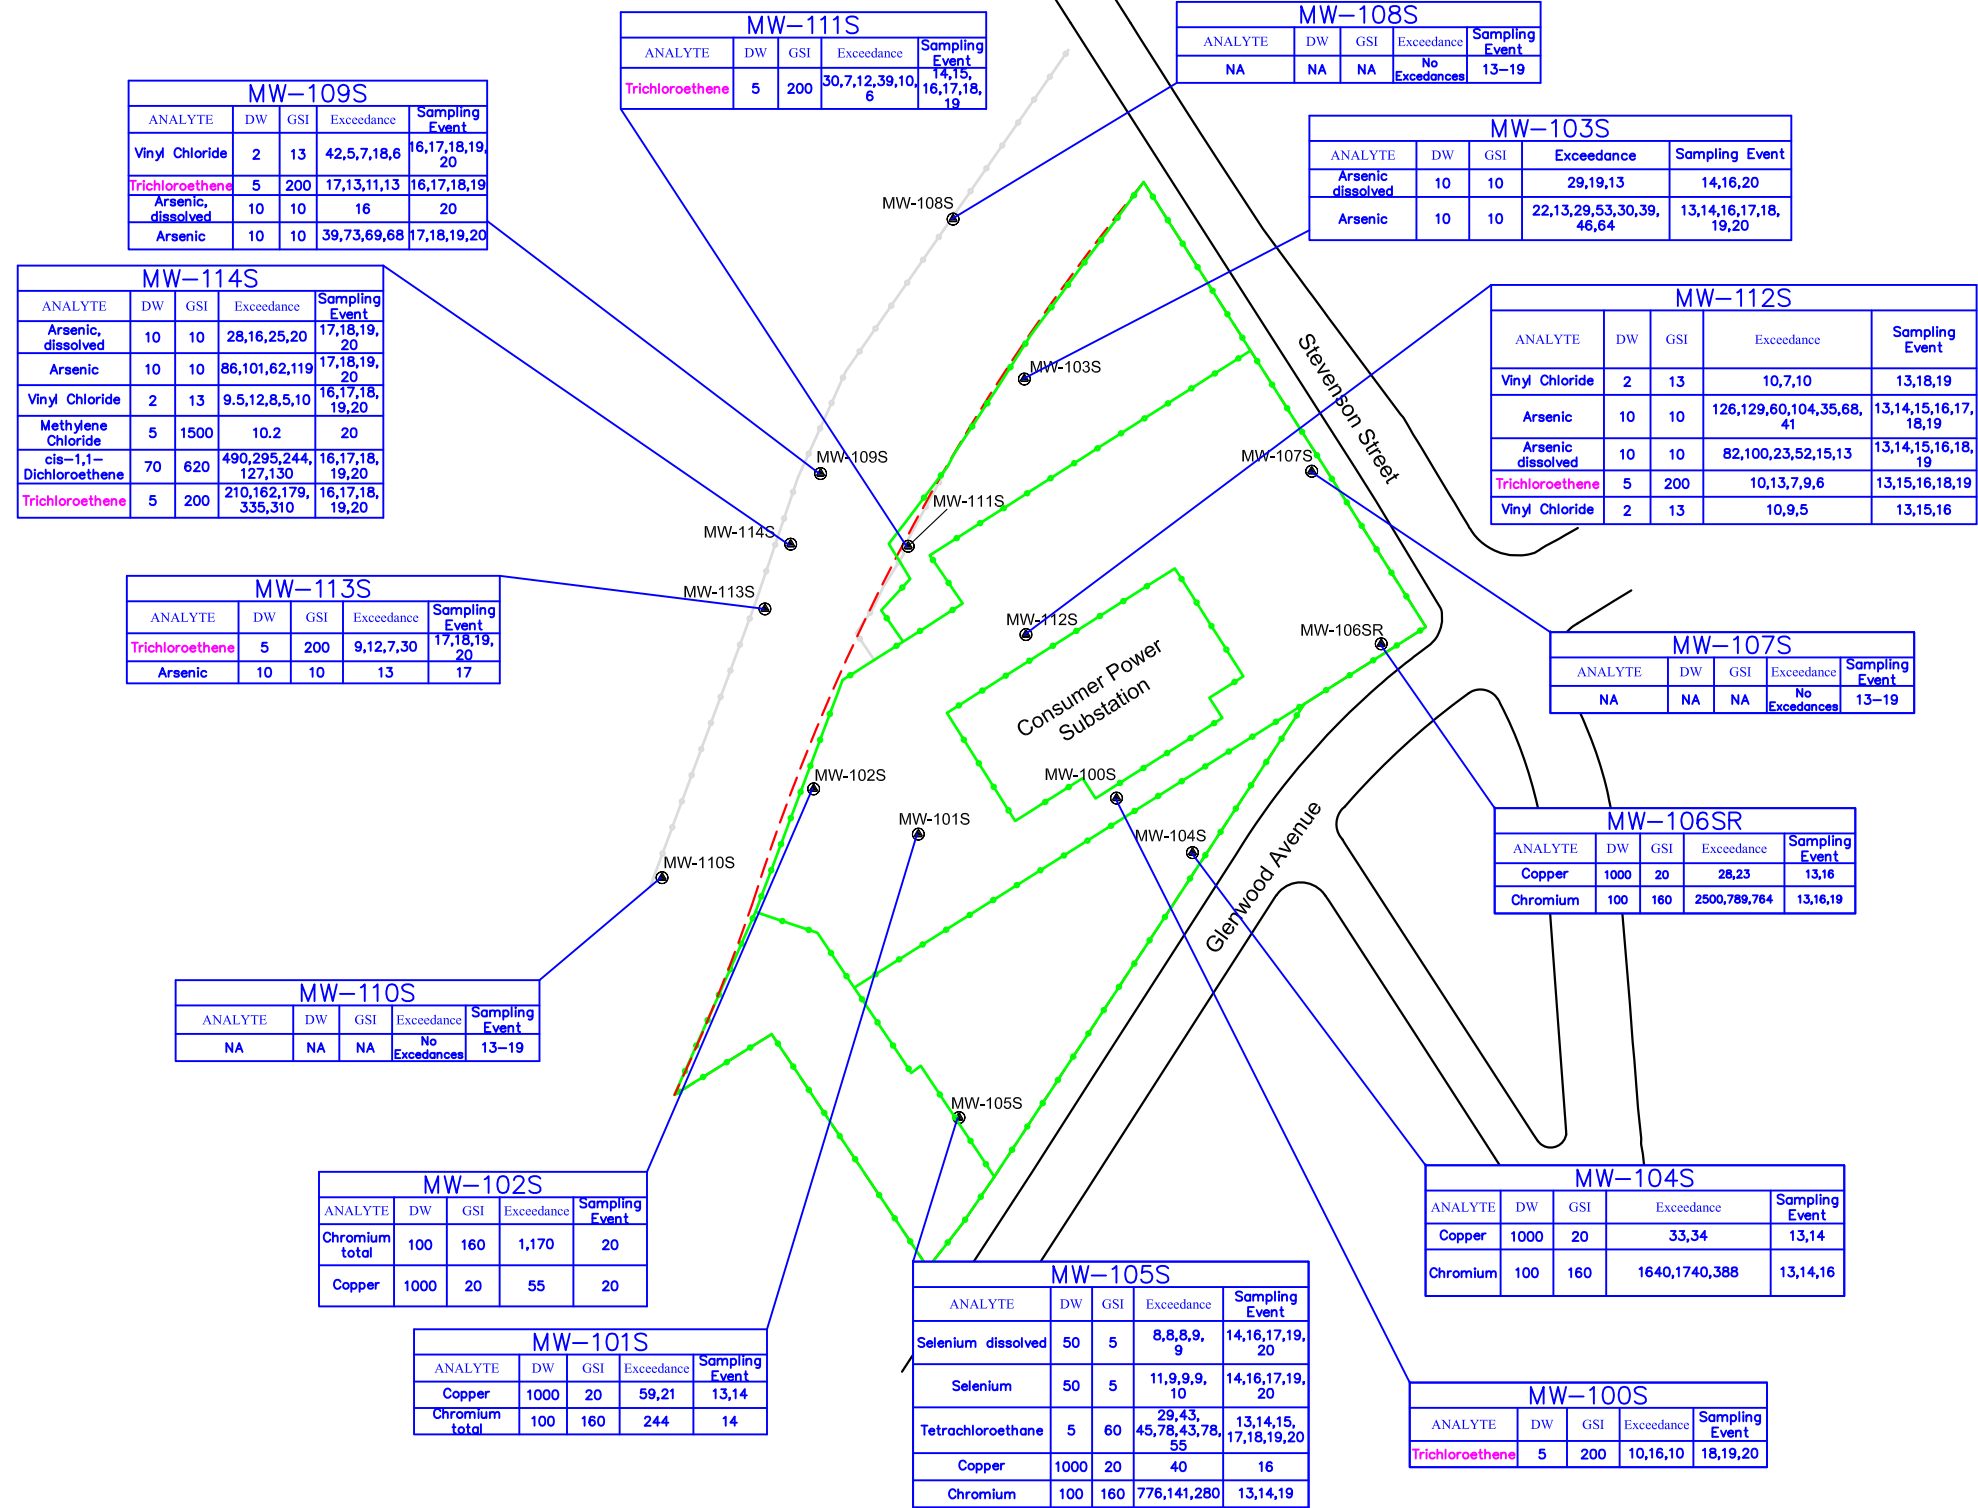 MW-111S
ANALYTE DW GSI Exceedance Sampling Event
Trichloroethene 5 200 30,7,12,39,10, 6 14,15, 16,17,18, 19
MW-108S
ANALYTE DW GSI Exceedance Sampling Event
NA NA NA No Excedances 13-19
MW-109S
ANALYTE DW GSI Exceedance Sampling Event
Vinyl Chloride 2 13 42,5,7,18,6 16,17,18,19, 20
Trichloroethene 5 200 17,13,11,13 16,17,18,19
Arsenic, dissolved 10 10 16 20
Arsenic 10 10 39,73,69,68 17,18,19,20
MW-103S
ANALYTE DW GSI Exceedance Sampling Event
Arsenic dissolved 10 10 29,19,13 14,16,20
Arsenic 10 10 22,13,29,53,30,39, 46,64 13,14,16,17,18, 19,20
MW-114S
ANALYTE DW GSI Exceedance Sampling Event
Arsenic, dissolved 10 10 28,16,25,20 17,18,19, 20
Arsenic 10 10 86,101,62,119 17,18,19, 20
Vinyl Chloride 2 13 9.5,12,8,5,10 16,17,18, 19,20
Methylene Chloride 5 1500 10.2 20
cis-1,1- Dichloroethene 70 620 490,295,244, 127,130 16,17,18, 19,20
Trichloroethene 5 200 210,162,179, 335,310 16,17,18, 19,20
MW-112S
ANALYTE DW GSI Exceedance Sampling Event
Vinyl Chloride 2 13 10,7,10 13,18,19
Arsenic 10 10 126,129,60,104,35,68, 41 13,14,15,16,17, 18,19
Arsenic dissolved 10 10 82,100,23,52,15,13 13,14,15,16,18, 19
Trichloroethene 5 200 10,13,7,9,6 13,15,16,18,19
Vinyl Chloride 2 13 10,9,5 13,15,16
MW-108S
MW-103S
Stevenson Street
MW-109S
MW-107S
MW-111S
MW-114S
MW-113S
MW-112S
MW-106SR
Consumer Power
Substation
MW-100S
MW-102S
MW-101S
MW-104S
MW-110S
Glenwood Avenue
MW-105S
MW-113S
ANALYTE DW GSI Exceedance Sampling Event
Trichloroethene 5 200 9,12,7,30 17,18,19, 20
Arsenic 10 10 13 17
MW-107S
ANALYTE DW GSI Exceedance Sampling Event
NA NA NA No Excedances 13-19
MW-106SR
ANALYTE DW GSI Exceedance Sampling Event
Copper 1000 20 28,23 13,16
Chromium 100 160 2500,789,764 13,16,19
MW-110S
ANALYTE DW GSI Exceedance Sampling Event
NA NA NA No Excedances 13-19
MW-102S
ANALYTE DW GSI Exceedance Sampling Event
Chromium total 100 160 1,170 20
Copper 1000 20 55 20
MW-104S
ANALYTE DW GSI Exceedance Sampling Event
Copper 1000 20 33,34 13,14
Chromium 100 160 1640,1740,388 13,14,16
MW-105S
ANALYTE DW GSI Exceedance Sampling Event
Selenium dissolved 50 5 8,8,8,9, 9 14,16,17,19, 20
Selenium 50 5 11,9,9,9, 10 14,16,17,19, 20
Tetrachloroethane 5 60 29,43, 45,78,43,78, 55 13,14,15, 17,18,19,20
Copper 1000 20 40 16
Chromium 100 160 776,141,280 13,14,19
MW-101S
ANALYTE DW GSI Exceedance Sampling Event
Copper 1000 20 59,21 13,14
Chromium total 100 160 244 14
MW-100S
ANALYTE DW GSI Exceedance Sampling Event
Trichloroethene 5 200 10,16,10 18,19,20